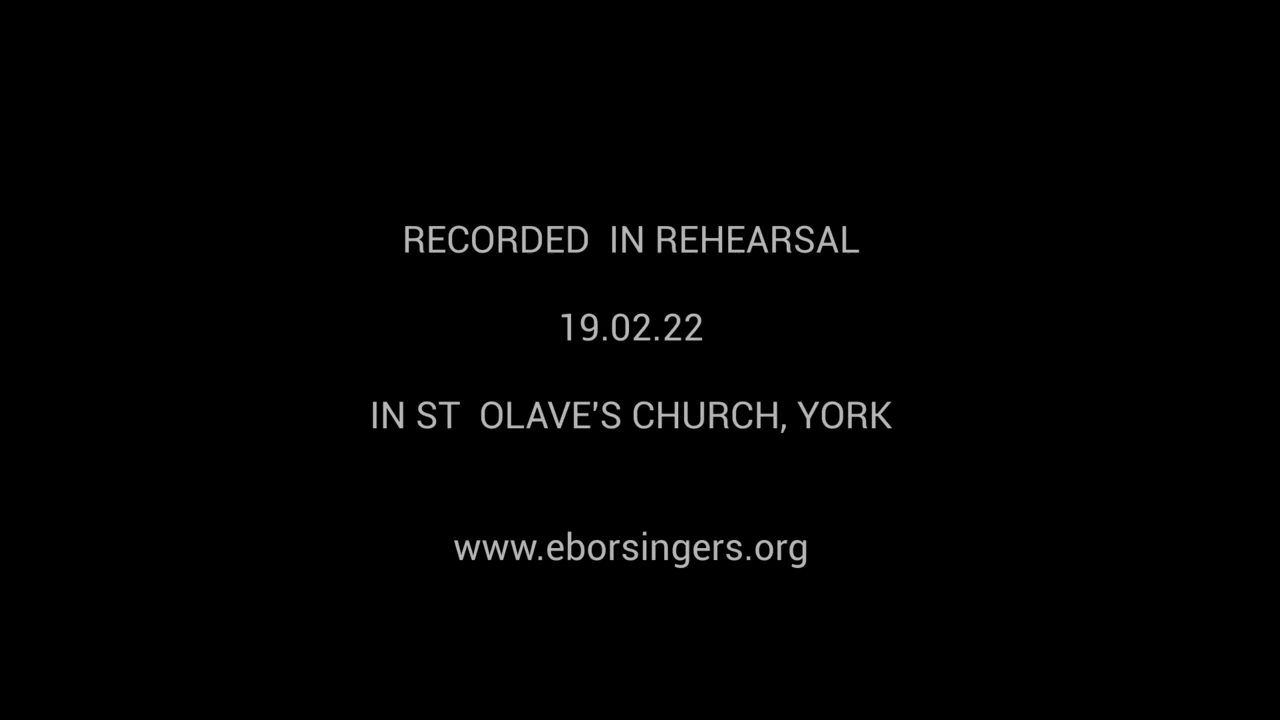 RECORDED  IN REHEARSAL
19.02.22
IN ST  OLAVE'S CHURCH, YORK
www.eborsingers.org